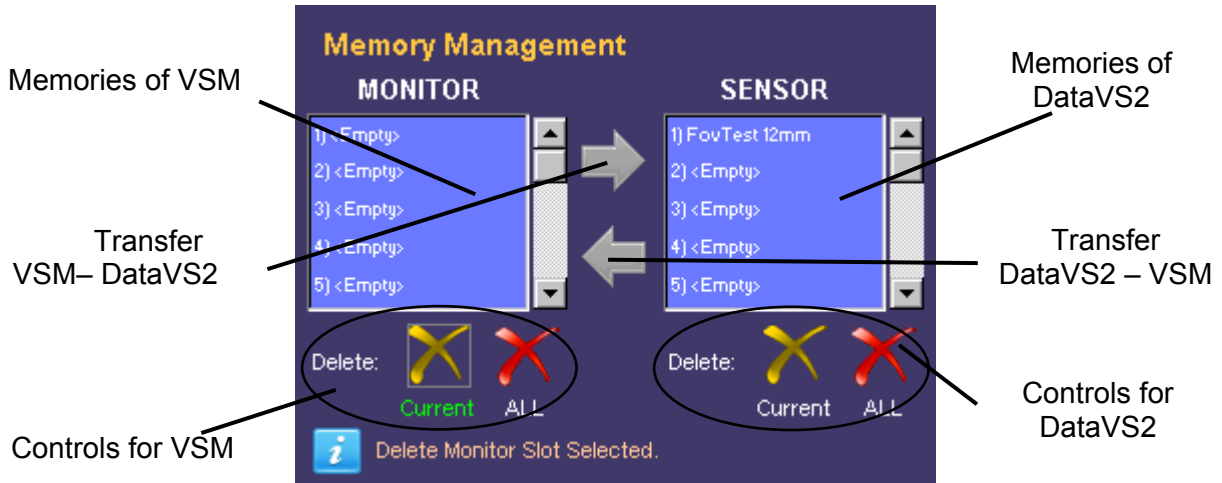 Memory Management
Memories of VSM
MONITOR
SENSOR
Memories of
DataVS2
1) <Empty>
2) <Empty>
3) <Empty>
4) <Empty>
5) <Empty>
1) FovTest 12mm
2) <Empty>
3) <Empty>
4) <Empty>
5) <Empty>
Transfer
VSM– DataVS2
Transfer
DataVS2 – VSM
Delete:
Current
ALL
Delete:
Current
ALL
Controls for VSM
Controls for
DataVS2
i
Delete Monitor Slot Selected.